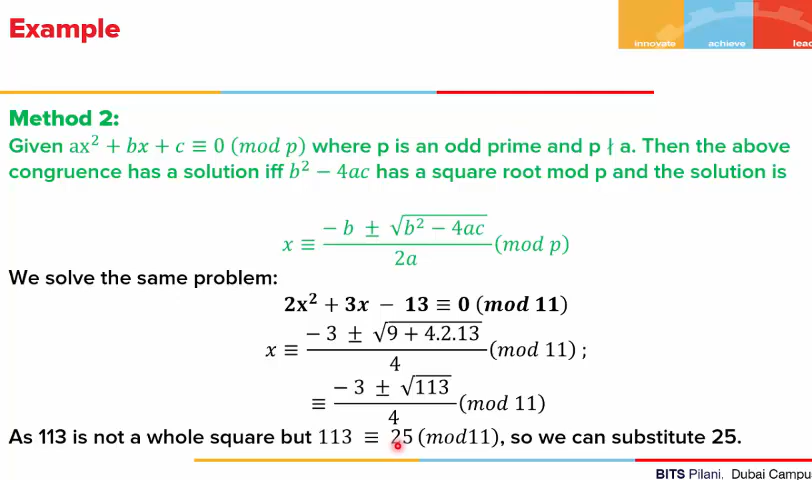 Example
innovate achieve lead
Method 2:
Given ax² + bx + c ≡ 0 (mod p) where p is an odd prime and p ∤ a. Then the above
congruence has a solution iff b² − 4ac has a square root mod p and the solution is
x ≡ (−b ± √(b² − 4ac))/2a (mod p)
We solve the same problem:
2x² + 3x − 13 ≡ 0 (mod 11)
x ≡ (−3 ± √(9 + 4.2.13))/4 (mod 11) ;
≡ (−3 ± √113)/4 (mod 11)
As 113 is not a whole square but 113 ≡ 25 (mod11), so we can substitute 25.
BITS Pilani, Dubai Campu